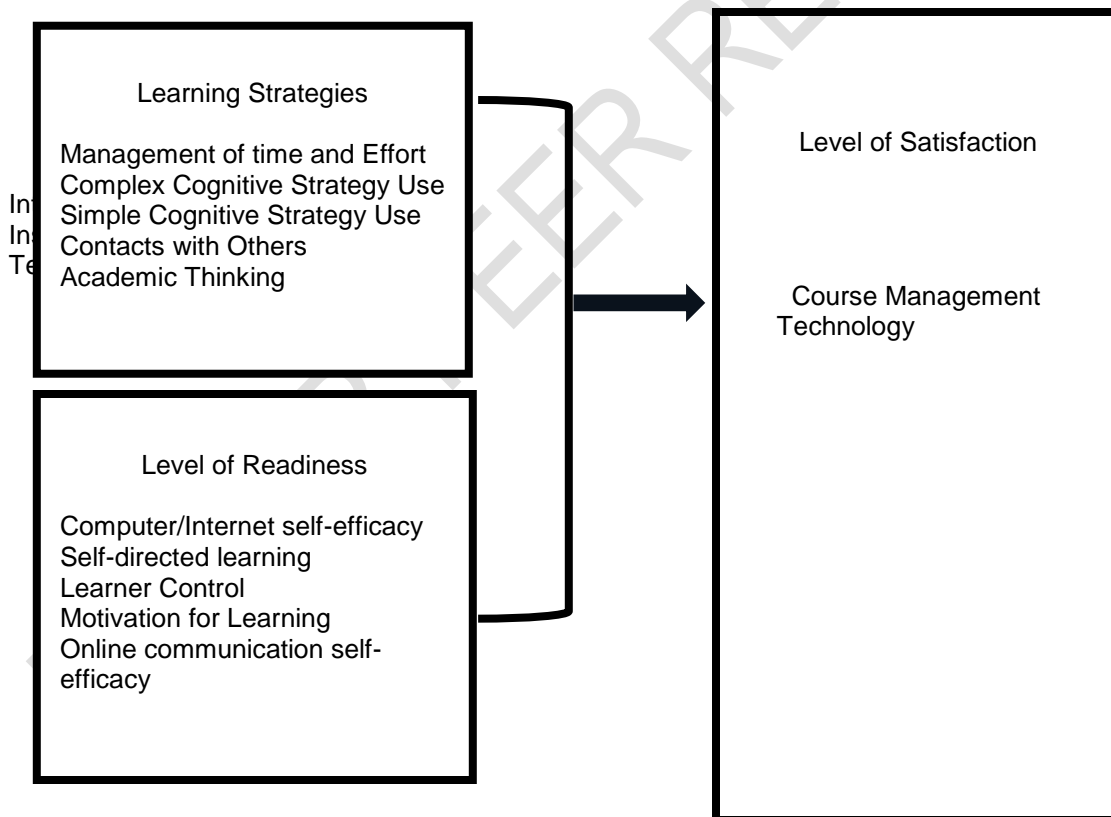 Learning Strategies
Management of time and Effort
Complex Cognitive Strategy Use
Simple Cognitive Strategy Use
Contacts with Others
Academic Thinking
Level of Readiness
Computer/Internet self-efficacy
Self-directed learning
Learner Control
Motivation for Learning
Online communication self-
efficacy
Level of Satisfaction
Course Management
Technology